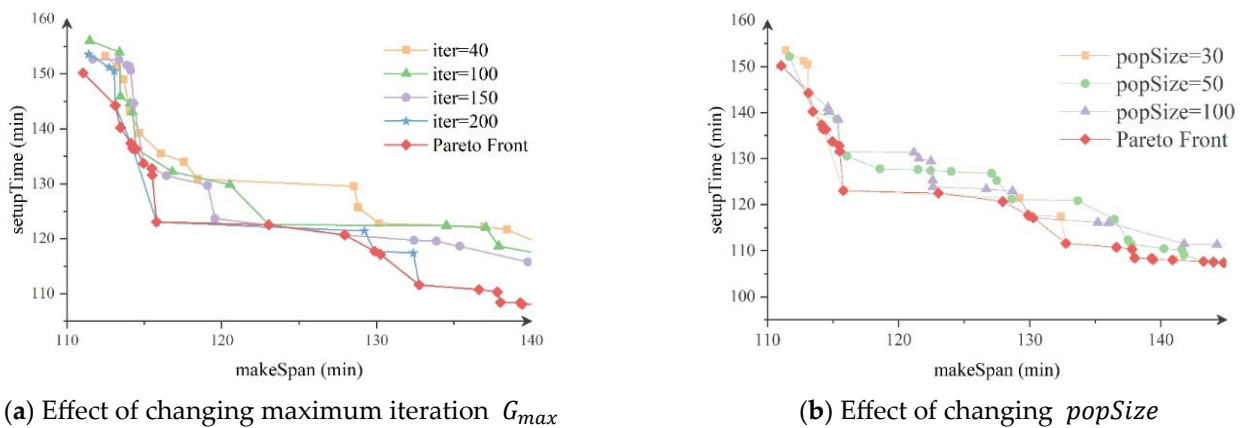 160
150
140
130
120
110
setupTime (min)
110
120
130
140
makeSpan (min)
iter=40
iter=100
iter=150
iter=200
Pareto Front
(a) Effect of changing maximum iteration Gmax
160
150
140
130
120
110
100
setupTime (min)
110
120
130
140
makeSpan (min)
popSize=30
popSize=50
popSize=100
Pareto Front
(b) Effect of changing popSize